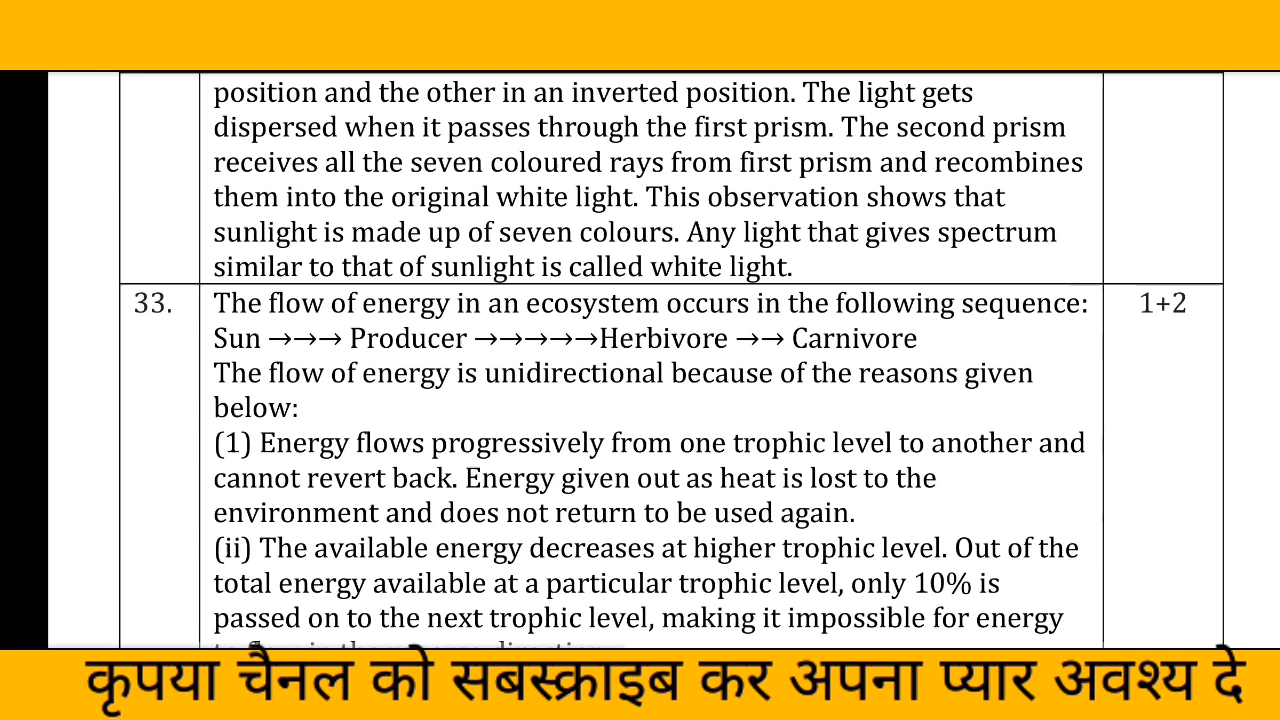 position and the other in an inverted position. The light gets
dispersed when it passes through the first prism. The second prism
receives all the seven coloured rays from first prism and recombines
them into the original white light. This observation shows that
sunlight is made up of seven colours. Any light that gives spectrum
similar to that of sunlight is called white light.
33. The flow of energy in an ecosystem occurs in the following sequence: 1+2
Sun →→→ Producer →→→→→Herbivore →→ Carnivore
The flow of energy is unidirectional because of the reasons given
below:
(1) Energy flows progressively from one trophic level to another and
cannot revert back. Energy given out as heat is lost to the
environment and does not return to be used again.
(ii) The available energy decreases at higher trophic level. Out of the
total energy available at a particular trophic level, only 10% is
passed on to the next trophic level, making it impossible for energy
कृपया चैनल को सबस्क्राइब कर अपना प्यार अवश्य दे